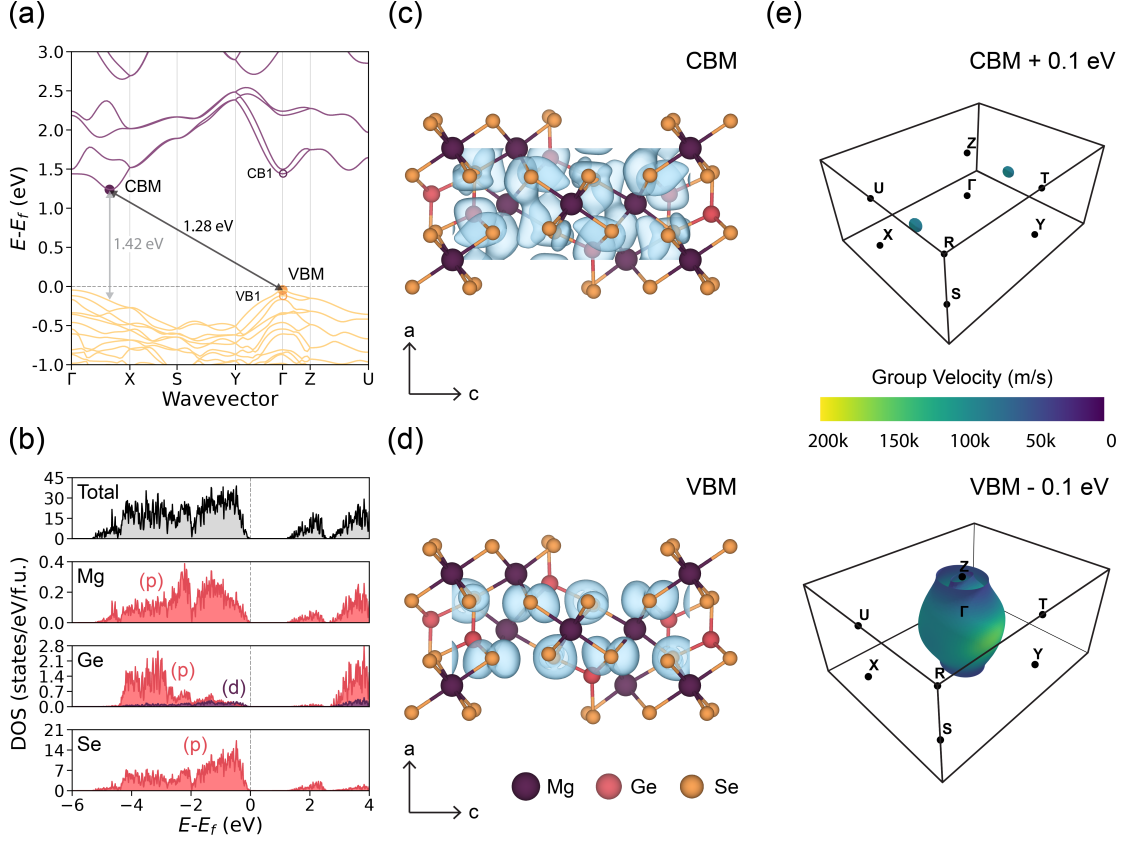 (a)
3.0
2.5
2.0
1.5
1.0
0.5
0.0
-0.5
-1.0
E-Ef (eV)
CBM
CB1
1.28 eV
1.42 eV
VBM
VB1
Γ X S Y Γ Z U
Wavevector
(b)
DOS (states/eV/f.u.)
Total
45
30
15
0
Mg
(p)
0.4
0.2
0.0
Ge
(p)
(d)
2.8
2.1
1.4
0.7
0.0
Se
(p)
21
14
7
0
−6 −4 −2 0 2 4
E-Ef (eV)
(c)
CBM
a
c
(d)
VBM
a
c
Mg Ge Se
(e)
CBM + 0.1 eV
Z
Γ
T
U
X
Y
R
S
Group Velocity (m/s)
200k 150k 100k 50k 0
VBM - 0.1 eV
Z
Γ
T
U
X
Y
R
S